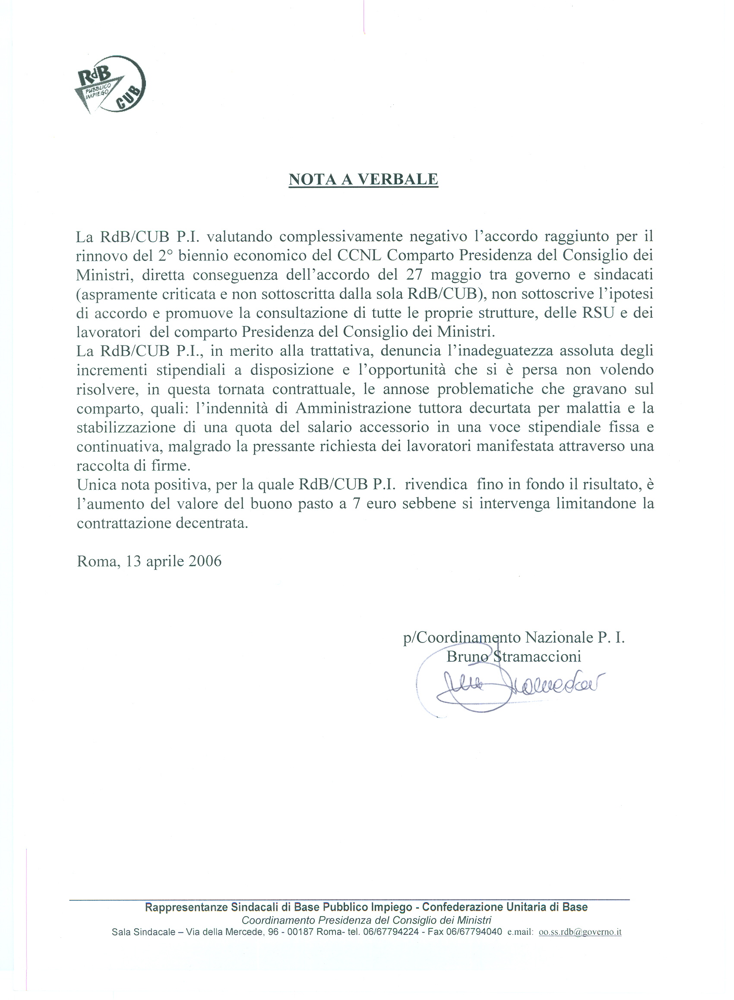 RdB
PUBBLICO
IMPIEGO
CUB
NOTA A VERBALE
La RdB/CUB P.I. valutando complessivamente negativo l’accordo raggiunto per il
rinnovo del 2° biennio economico del CCNL Comparto Presidenza del Consiglio dei
Ministri, diretta conseguenza dell’accordo del 27 maggio tra governo e sindacati
(aspramente criticata e non sottoscritta dalla sola RdB/CUB), non sottoscrive l’ipotesi
di accordo e promuove la consultazione di tutte le proprie strutture, delle RSU e dei
lavoratori del comparto Presidenza del Consiglio dei Ministri.
La RdB/CUB P.I., in merito alla trattativa, denuncia l’inadeguatezza assoluta degli
incrementi stipendiali a disposizione e l’opportunità che si è persa non volendo
risolvere, in questa tornata contrattuale, le annose problematiche che gravano sul
comparto, quali: l’indennità di Amministrazione tuttora decurtata per malattia e la
stabilizzazione di una quota del salario accessorio in una voce stipendiale fissa e
continuativa, malgrado la pressante richiesta dei lavoratori manifestata attraverso una
raccolta di firme.
Unica nota positiva, per la quale RdB/CUB P.I. rivendica fino in fondo il risultato, è
l’aumento del valore del buono pasto a 7 euro sebbene si intervenga limitandone la
contrattazione decentrata.
Roma, 13 aprile 2006
p/Coordinamento Nazionale P. I.
Bruno Stramaccioni
Rappresentanze Sindacali di Base Pubblico Impiego - Confederazione Unitaria di Base
Coordinamento Presidenza del Consiglio dei Ministri
Sala Sindacale – Via della Mercede, 96 - 00187 Roma- tel. 06/67794224 - Fax 06/67794040 e.mail: oo.ss.rdb@governo.it